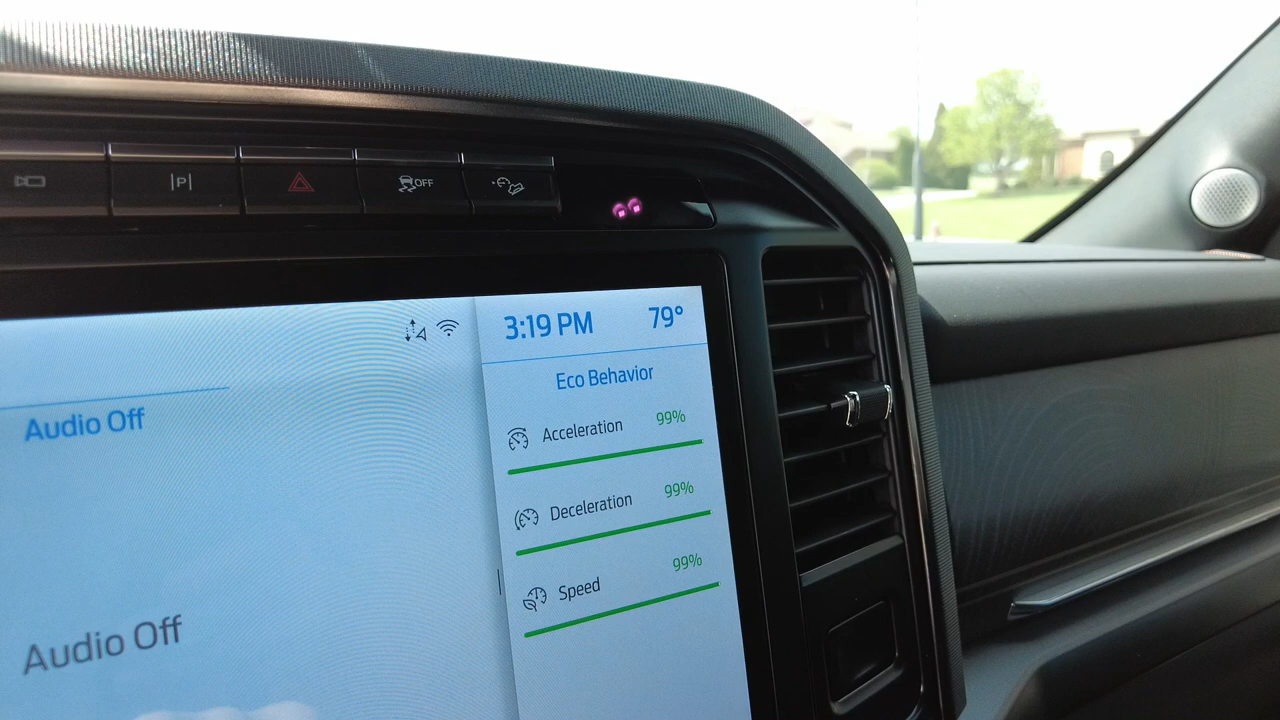 |P|
OFF
3:19 PM 79°
Eco Behavior
Audio Off
Acceleration 99%
Deceleration 99%
Speed 99%
Audio Off